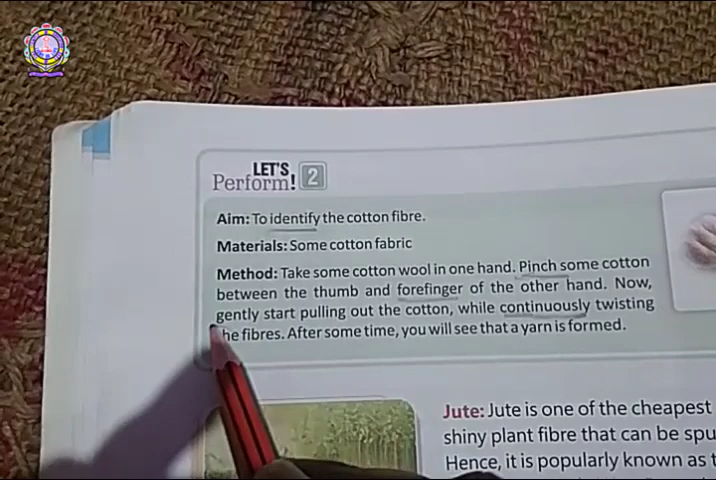 LET'S
Perform! 2
Aim: To identify the cotton fibre.
Materials: Some cotton fabric
Method: Take some cotton wool in one hand. Pinch some cotton
between the thumb and forefinger of the other hand. Now,
gently start pulling out the cotton, while continuously twisting
he fibres. After some time, you will see that a yarn is formed.
Jute: Jute is one of the cheapest
shiny plant fibre that can be spu
Hence, it is popularly known as t